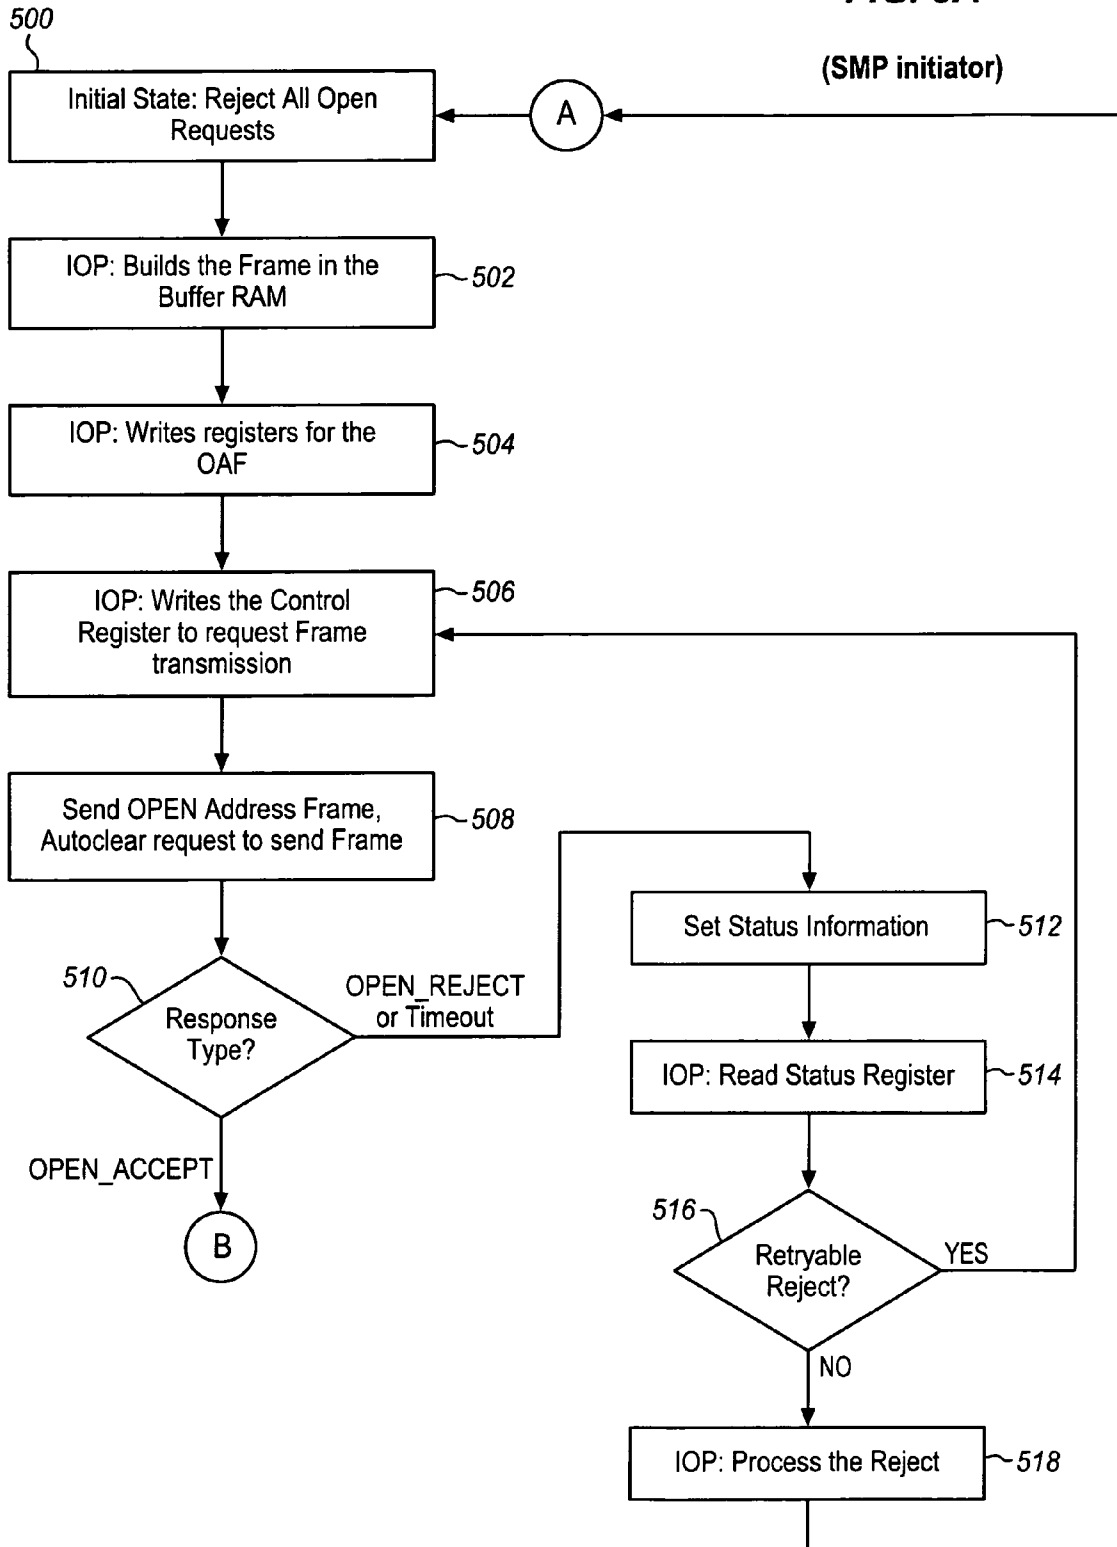 500
(SMP initiator)
Initial State: Reject All Open
Requests
A
IOP: Builds the Frame in the
Buffer RAM
502
IOP: Writes registers for the
OAF
504
IOP: Writes the Control
Register to request Frame
transmission
506
Send OPEN Address Frame,
Autoclear request to send Frame
508
510
Response
Type?
OPEN_REJECT
or Timeout
OPEN_ACCEPT
B
Set Status Information
512
IOP: Read Status Register
514
516
Retryable
Reject?
YES
NO
IOP: Process the Reject
518